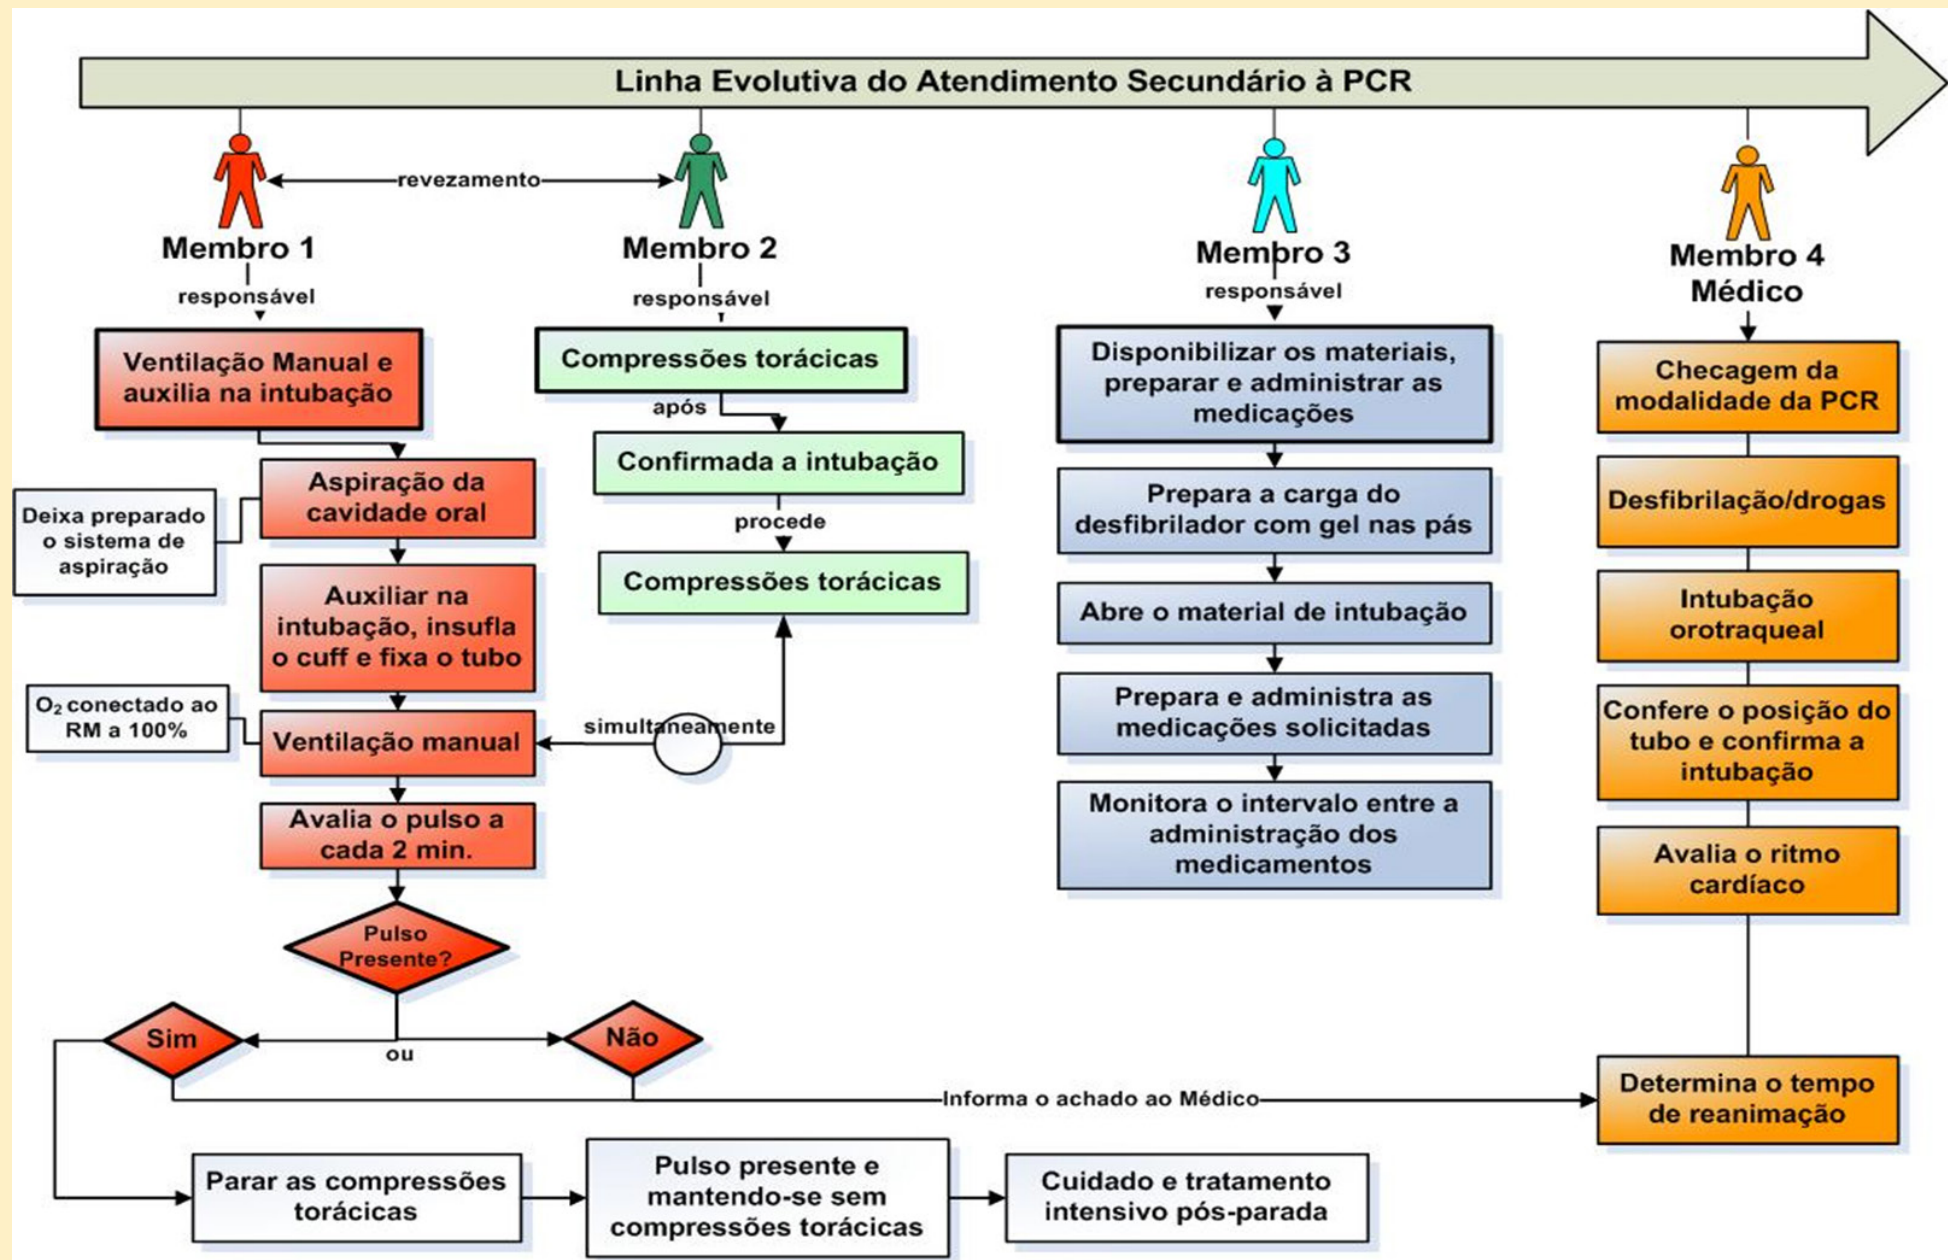 Linha Evolutiva do Atendimento Secundário à PCR
revezamento
Membro 1
responsável
Ventilação Manual e
auxilia na intubação
Aspiração da
cavidade oral
Deixa preparado
o sistema de
aspiração
Auxiliar na
intubação, insufla
o cuff e fixa o tubo
O₂ conectado ao
RM a 100%
Ventilação manual
simultaneamente
Avalia o pulso a
cada 2 min.
Pulso
Presente?
Sim
ou
Não
Informa o achado ao Médico
Parar as compressões
torácicas
Pulso presente e
mantendo-se sem
compressões torácicas
Cuidado e tratamento
intensivo pós-parada
Membro 2
responsável
Compressões torácicas
após
Confirmada a intubação
procede
Compressões torácicas
Membro 3
responsável
Disponibilizar os materiais,
preparar e administrar as
medicações
Prepara a carga do
desfibrilador com gel nas pás
Abre o material de intubação
Prepara e administra as
medicações solicitadas
Monitora o intervalo entre a
administração dos
medicamentos
Membro 4
Médico
Checagem da
modalidade da PCR
Desfibrilação/drogas
Intubação
orotraqueal
Confere o posição do
tubo e confirma a
intubação
Avalia o ritmo
cardíaco
Determina o tempo
de reanimação